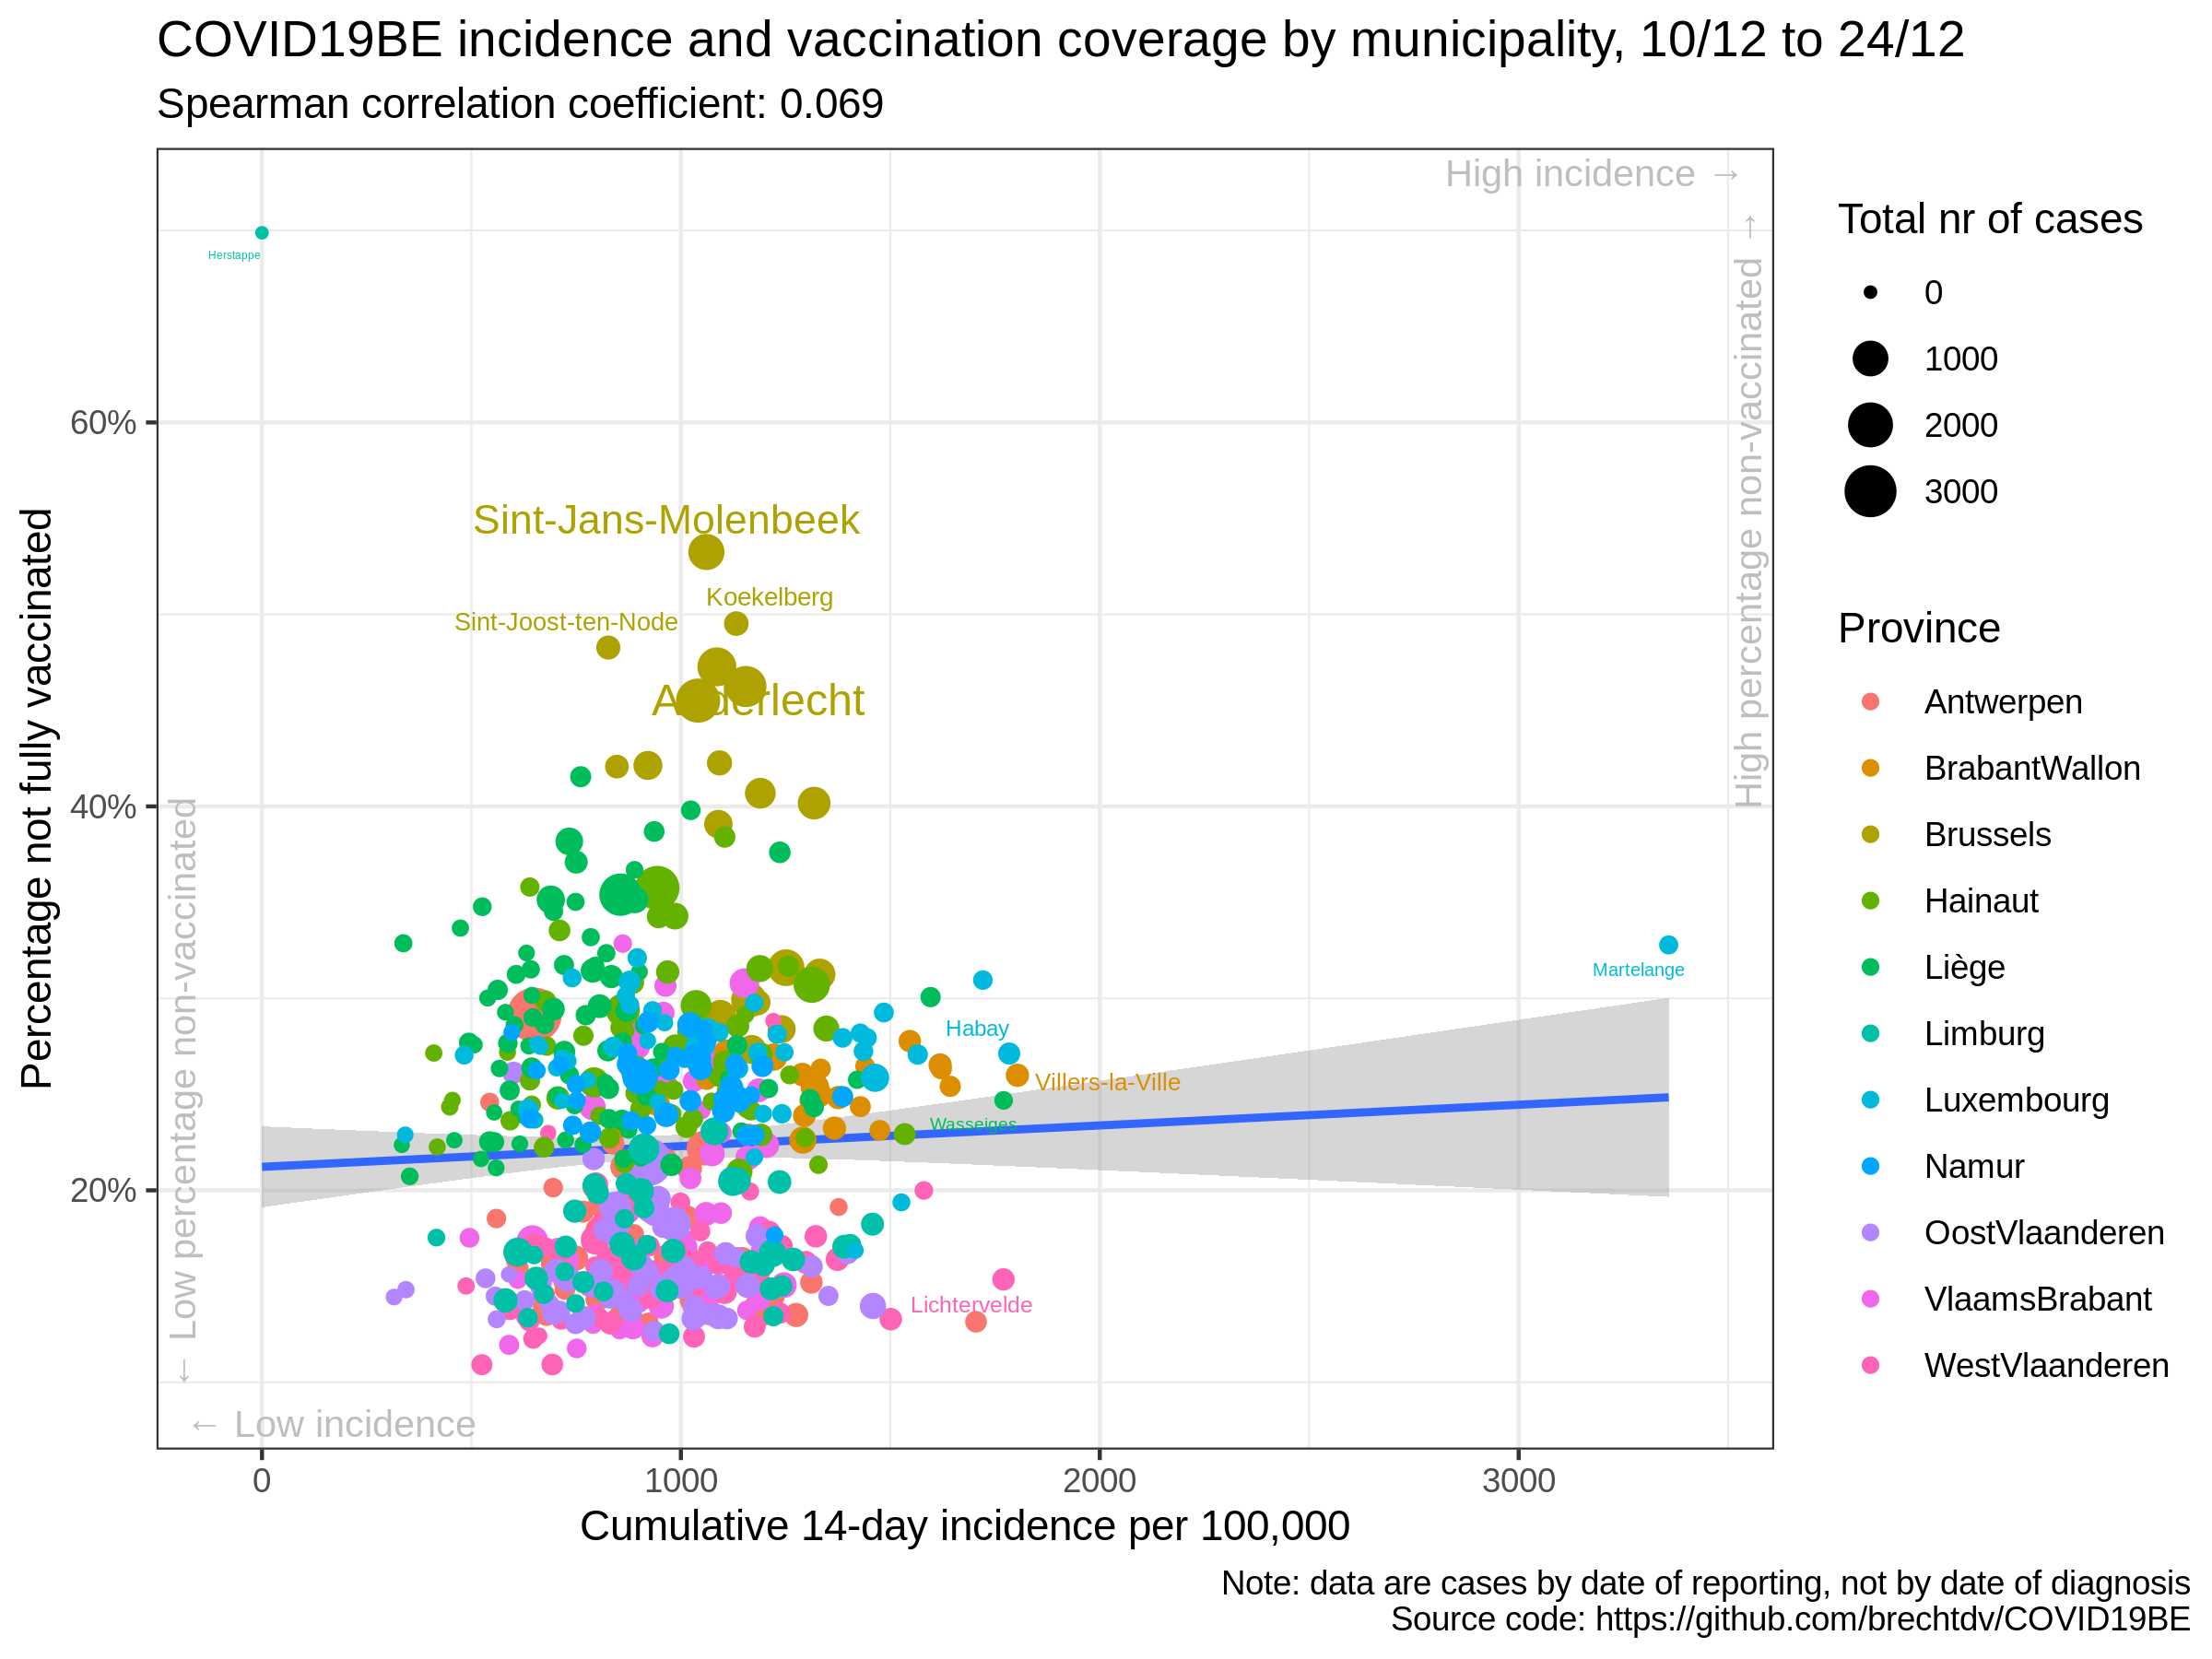 COVID19BE incidence and vaccination coverage by municipality, 10/12 to 24/12
Spearman correlation coefficient: 0.069
Percentage not fully vaccinated
60%
40%
20%
High incidence →
High percentage non-vaccinated →
← Low percentage non-vaccinated
← Low incidence
Herstappe
Sint-Jans-Molenbeek
Koekelberg
Sint-Joost-ten-Node
Anderlecht
Martelange
Habay
Villers-la-Ville
Wasseiges
Lichtervelde
0
1000
2000
3000
Cumulative 14-day incidence per 100,000
Total nr of cases
0
1000
2000
3000
Province
Antwerpen
BrabantWallon
Brussels
Hainaut
Liège
Limburg
Luxembourg
Namur
OostVlaanderen
VlaamsBrabant
WestVlaanderen
Note: data are cases by date of reporting, not by date of diagnosis
Source code: https://github.com/brechtdv/COVID19BE